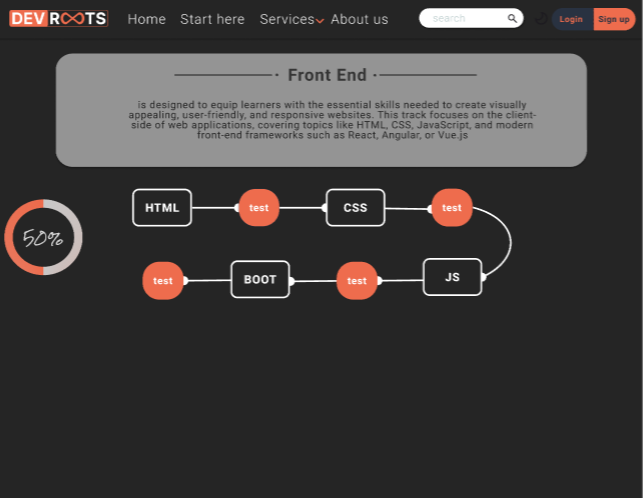 DEV ROOTS Home Start here Services About us search Login Sign up
Front End
is designed to equip learners with the essential skills needed to create visually
appealing, user-friendly, and responsive websites. This track focuses on the client-
side of web applications, covering topics like HTML, CSS, JavaScript, and modern
front-end frameworks such as React, Angular, or Vue.js
HTML test CSS test
50%
test BOOT test JS